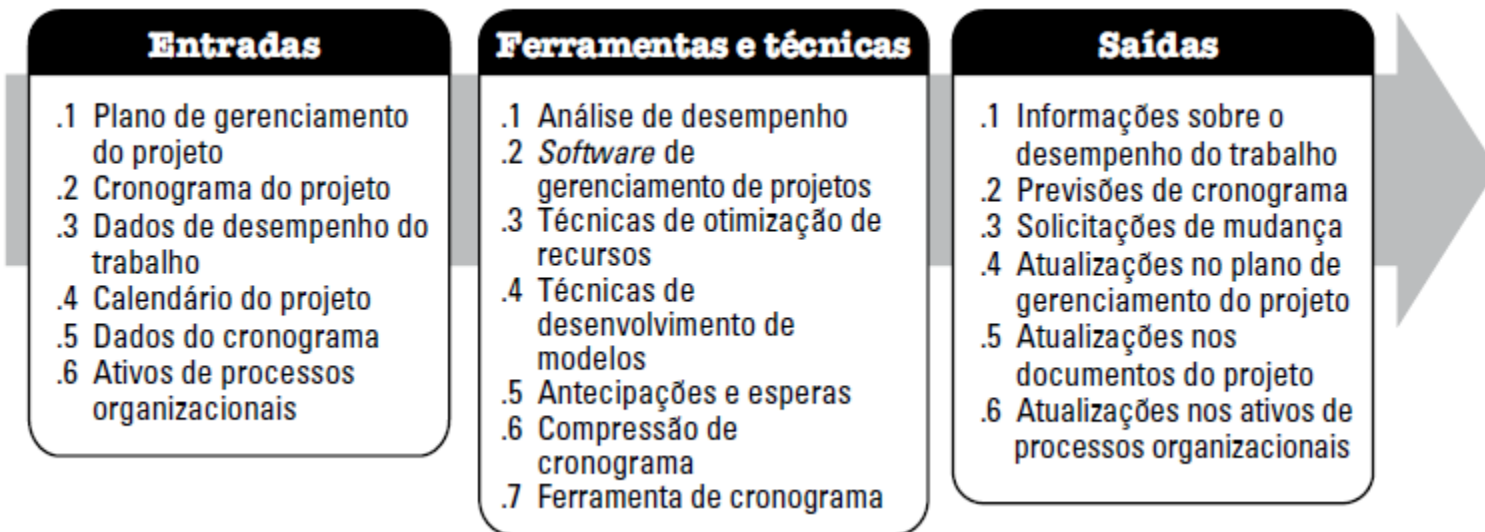 Entradas
.1 Plano de gerenciamento
do projeto
.2 Cronograma do projeto
.3 Dados de desempenho do
trabalho
.4 Calendário do projeto
.5 Dados do cronograma
.6 Ativos de processos
organizacionais
Ferramentas e técnicas
.1 Análise de desempenho
.2 Software de
gerenciamento de projetos
.3 Técnicas de otimização de
recursos
.4 Técnicas de
desenvolvimento de
modelos
.5 Antecipações e esperas
.6 Compressão de
cronograma
.7 Ferramenta de cronograma
Saídas
.1 Informações sobre o
desempenho do trabalho
.2 Previsões de cronograma
.3 Solicitações de mudança
.4 Atualizações no plano de
gerenciamento do projeto
.5 Atualizações nos
documentos do projeto
.6 Atualizações nos ativos de
processos organizacionais